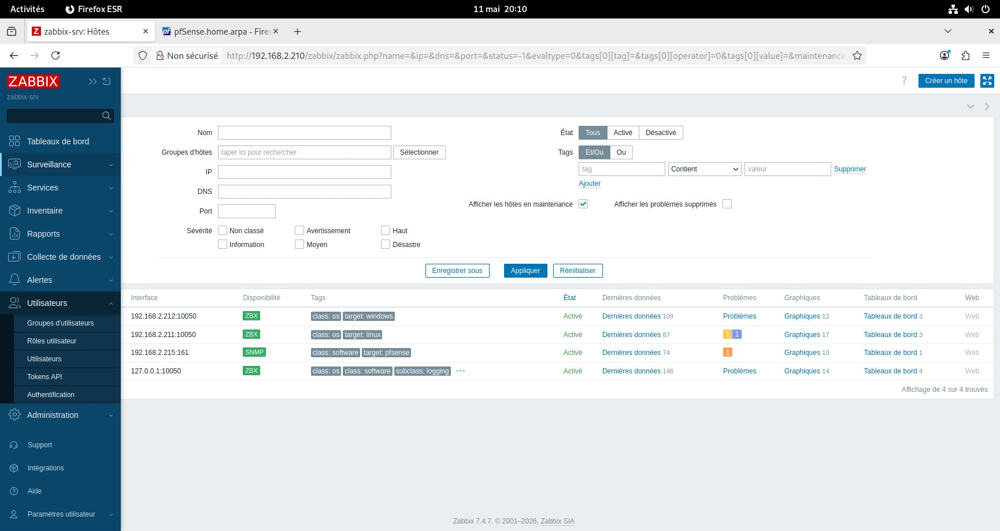 Activités
Firefox ESR
11 mai 20:10
zabbix-srv: Hôtes
pfSense.home.arpa - Fire
Non sécurisé
http://192.168.2.210/zabbix/zabbix.php?name=&ip=&dns=&port=&status=-1&evaltype=0&tags[0][tag]=&tags[0][operator]=0&tags[0][value]=&maintenance_
ZABBIX
zabbix-srv
Tableaux de bord
Surveillance
Services
Inventaire
Rapports
Collecte de données
Alertes
Utilisateurs
Groupes d'utilisateurs
Rôles utilisateur
Utilisateurs
Tokens API
Authentification
Administration
Support
Intégrations
Aide
Paramètres utilisateur
? Créer un hôte
Nom
Groupes d'hôtes taper ici pour rechercher Sélectionner
IP
DNS
Port
Sévérité Non classé Avertissement Haut
Information Moyen Désastre
État Tous Activé Désactivé
Tags Et/Ou Ou
tag Contient valeur Supprimer
Ajouter
Afficher les hôtes en maintenance Afficher les problèmes supprimés
Enregistrer sous Appliquer Réinitialiser
Interface Disponibilité Tags État Dernières données Problèmes Graphiques Tableaux de bord Web
192.168.2.212:10050 ZBX class: os target: windows Activé Dernières données 109 Problèmes Graphiques 12 Tableaux de bord 3 Web
192.168.2.211:10050 ZBX class: os target: linux Activé Dernières données 87 1 1 Graphiques 17 Tableaux de bord 3 Web
192.168.2.215:161 SNMP class: software target: pfsense Activé Dernières données 74 1 Graphiques 10 Tableaux de bord 1 Web
127.0.0.1:10050 ZBX class: os class: software subclass: logging Activé Dernières données 146 Problèmes Graphiques 14 Tableaux de bord 4 Web
Affichage de 4 sur 4 trouvés
Zabbix 7.4.7. © 2001–2026, Zabbix SIA